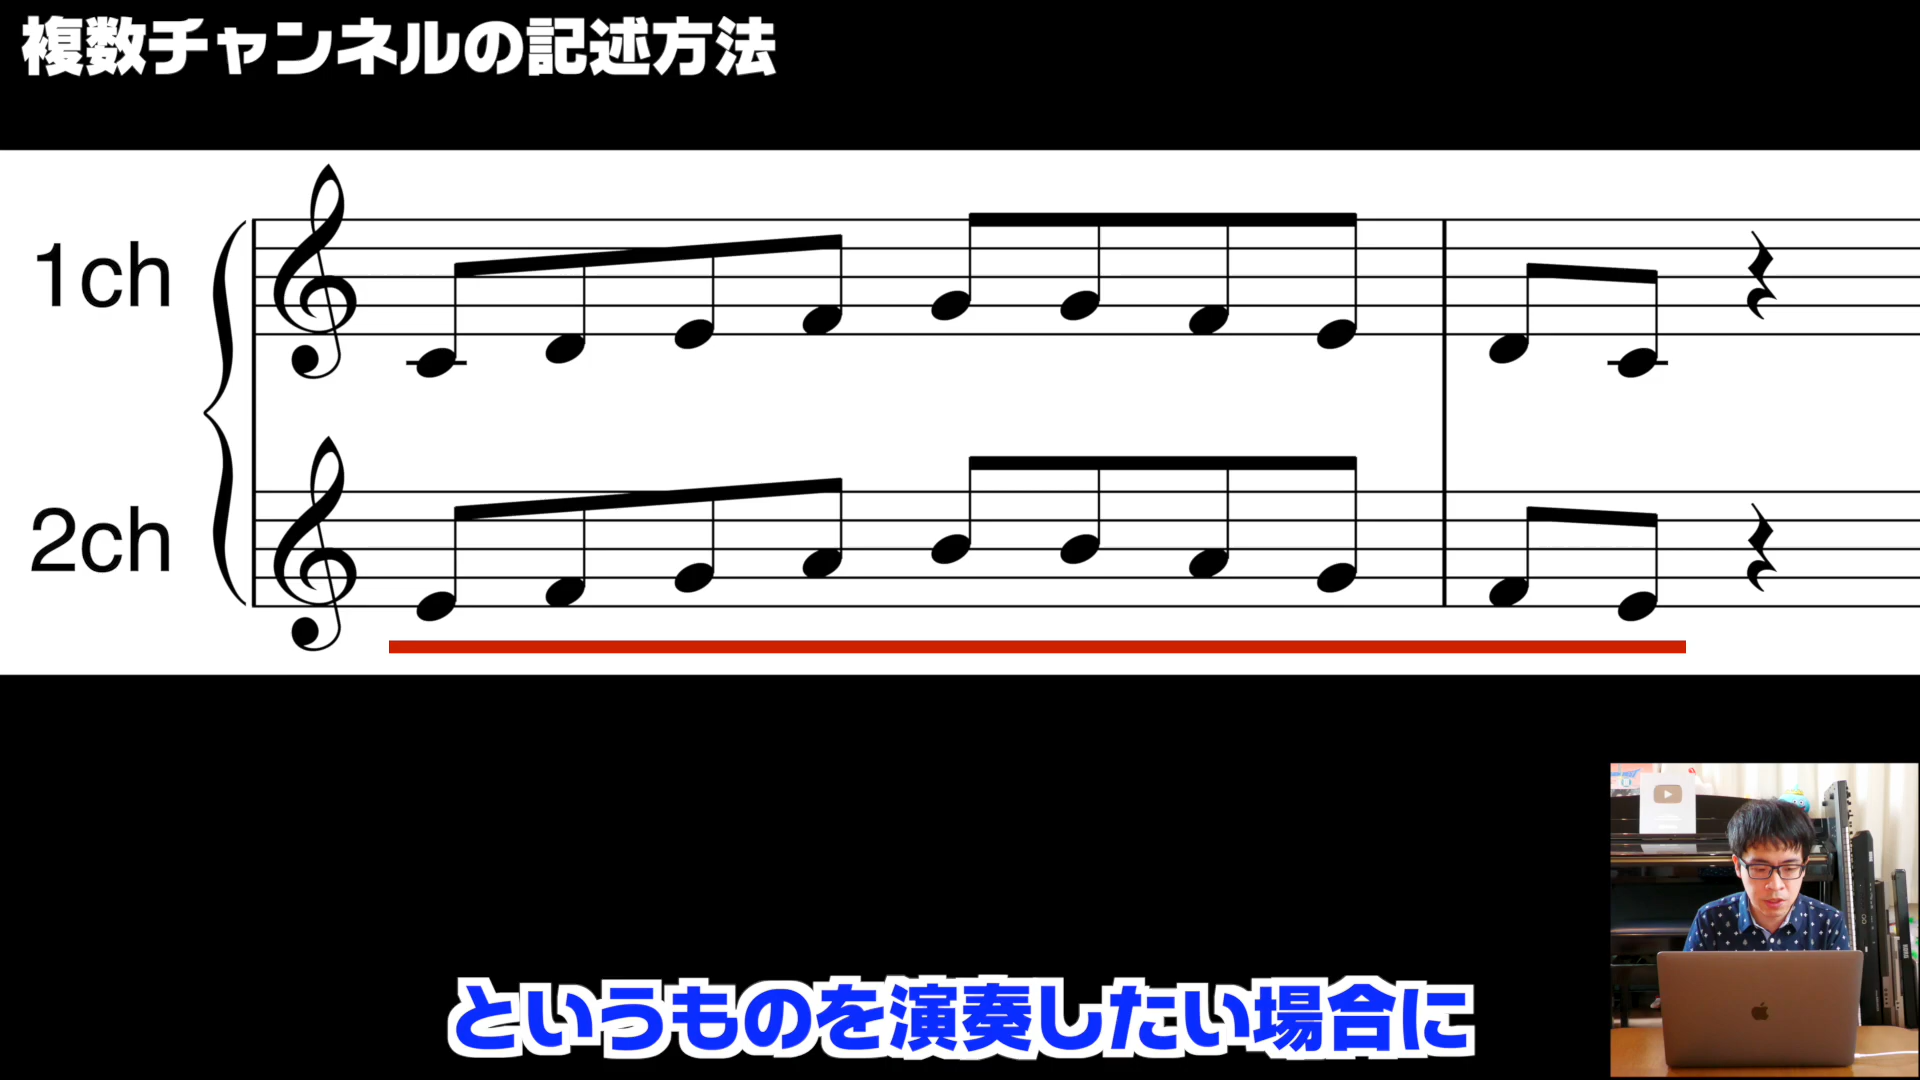 複数チャンネルの記述方法
1ch
2ch
というものを演奏したい場合に